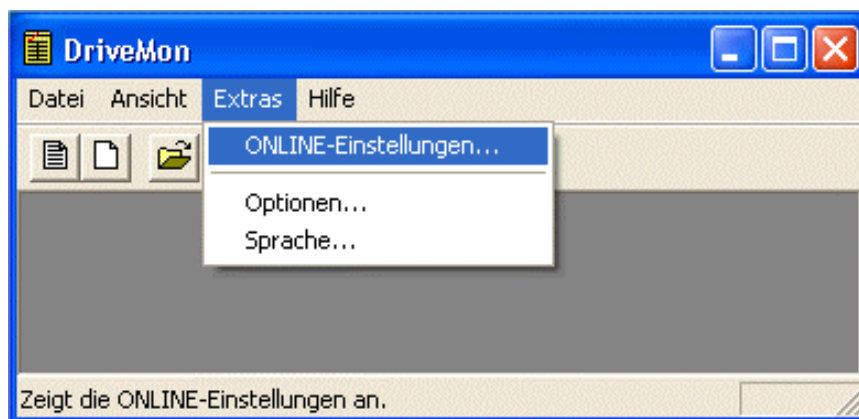 DriveMon
Datei Ansicht Extras Hilfe
ONLINE-Einstellungen...
Optionen...
Sprache...
Zeigt die ONLINE-Einstellungen an.